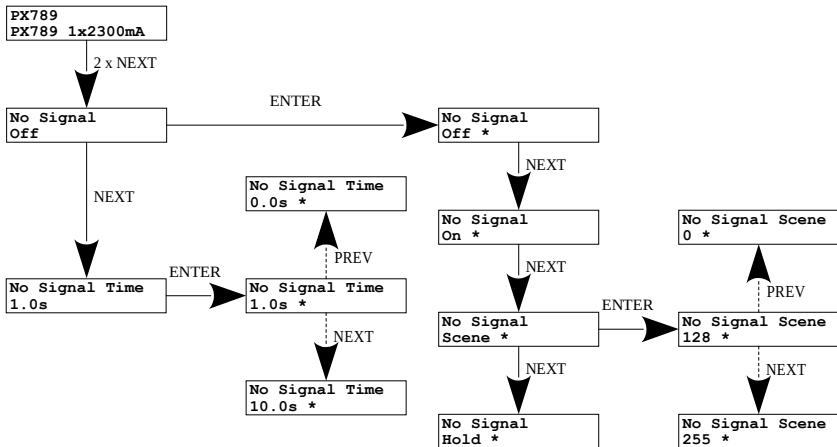 PX789
PX789 1x2300mA
2 x NEXT
No Signal
Off
ENTER
No Signal
Off *
NEXT
NEXT
No Signal Time
0.0s *
No Signal
On *
No Signal Scene
0 *
PREV
NEXT
PREV
No Signal Time
1.0s
ENTER
No Signal Time
1.0s *
No Signal
Scene *
ENTER
No Signal Scene
128 *
NEXT
NEXT
NEXT
No Signal Time
10.0s *
No Signal
Hold *
No Signal Scene
255 *